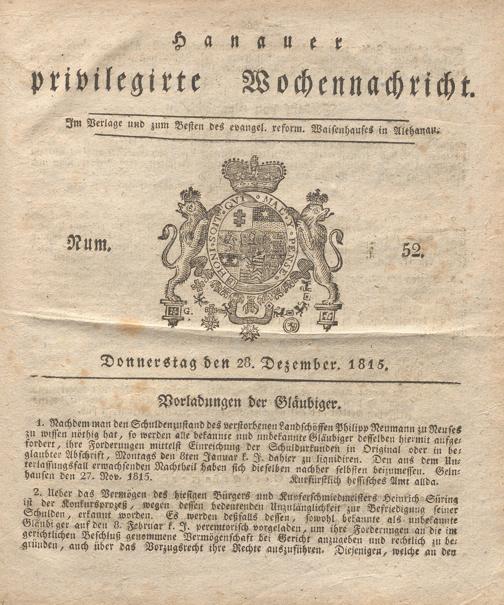 Hanauer
privilegirte Wochennachricht.
Im Verlage und zum Besten des evangel. reform. Waisenhauses in Althanau.
HONI SOIT QUI MAL Y PENSE
Num. 52.
Donnerstag den 28. Dezember. 1815.
Vorladungen der Gläubiger.
1. Nachdem man den Schuldenzustand des verstorbenen Landschöffen Philipp Neumann zu Neuses
zu wissen nöthig hat, so werden alle bekannte und unbekannte Gläubiger desselben hiermit aufge-
fordert, ihre Forderungen mittelst Einreichung der Schuldurkunden in Original oder in be-
glaubter Abschrift, Montags den 8ten Januar k. J. dahier zu liquidiren. Den aus dem Un-
terlassungsfall erwachsenden Nachtheil haben sich dieselben nachher selbsten beizumessen. Geln-
hausen den 27. Nov. 1815. Kurfürstlich hessisches Amt allda.
2. Ueber das Vermögen des hiesigen Bürgers und Kupferschmiedmeisters Heinrich Süring
ist der Konkursprozeß, wegen dessen bedeutenden Unzulänglichkeit zur Befriedigung seiner
Schulden, erkannt worden. Es werden deßfalls dessen, sowohl bekannte als unbekannte
Gläubiger auf den 8. Februar k. J. peremtorisch vorgeladen, um ihre Forderungen an die im
gerichtlichen Beschluß genommene Vermögenschaft bei Gericht anzugeben und rechtlich zu be-
gründen, auch über das Vorzugsrecht ihre Rechte auszuführen. Diejenigen, welche an den